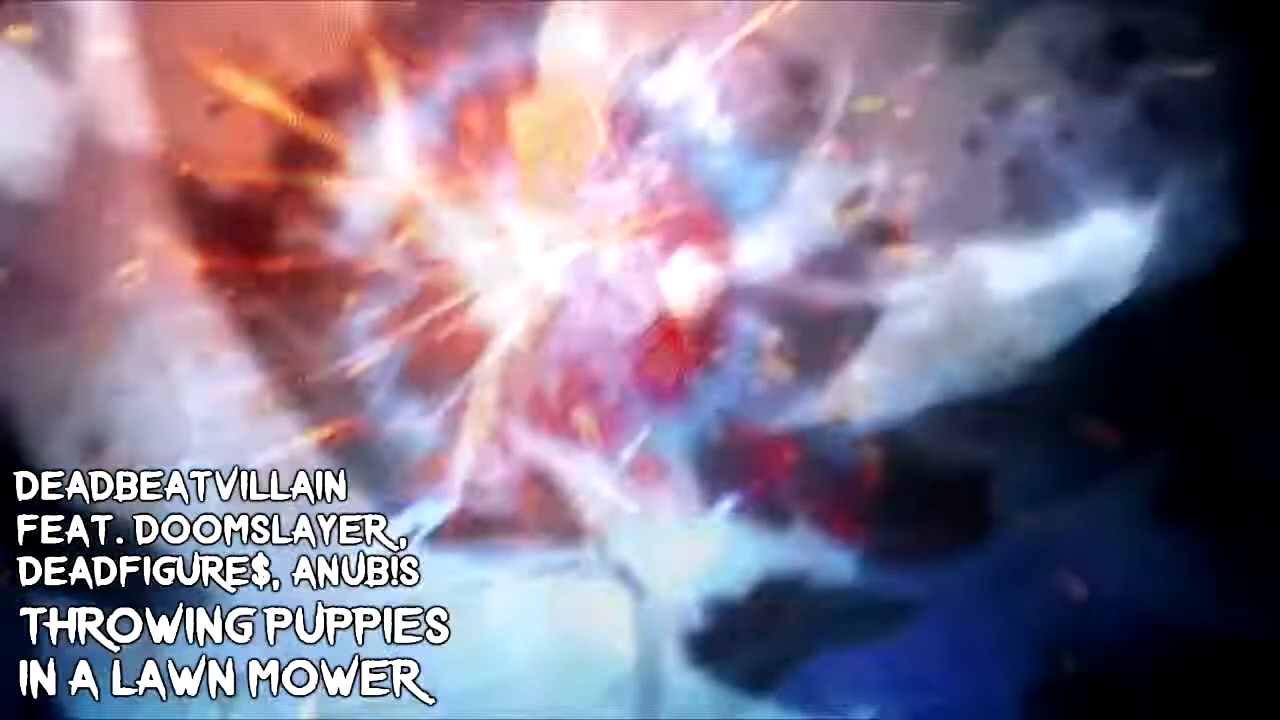 DEADBEATVILLAIN
FEAT. DOOMSLAYER,
DEADFIGURE$, ANUB!S
THROWING PUPPIES
IN A LAWN MOWER